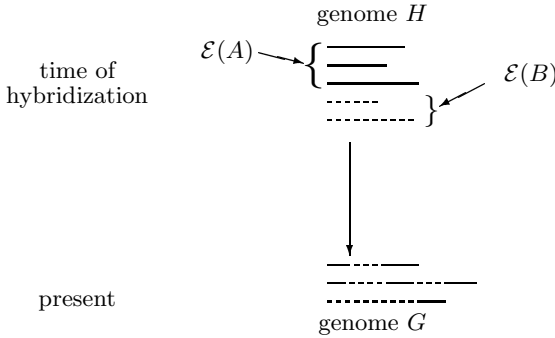 genome H
ℰ(A)
time of
hybridization
ℰ(B)
present
genome G